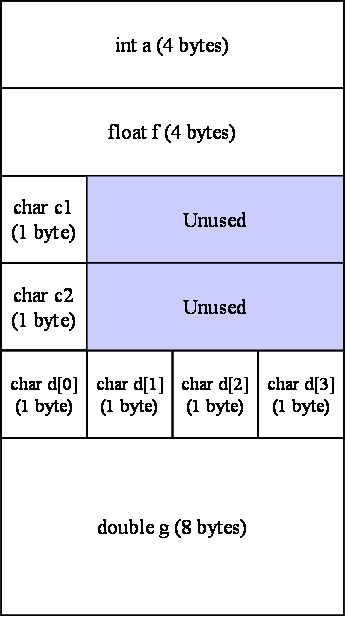 int a (4 bytes)
float f (4 bytes)
char c1
(1 byte)
Unused
char c2
(1 byte)
Unused
char d[0]
(1 byte)
char d[1]
(1 byte)
char d[2]
(1 byte)
char d[3]
(1 byte)
double g (8 bytes)